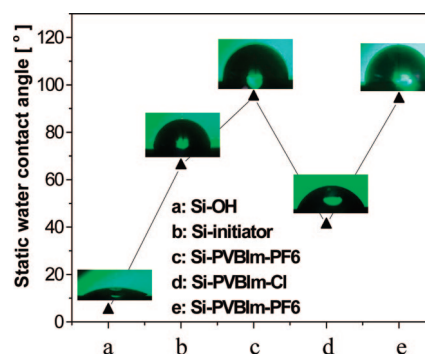 Static water contact angle [ ° ]
120
100
80
60
40
20
0
a: Si-OH
b: Si-initiator
c: Si-PVBIm-PF6
d: Si-PVBIm-Cl
e: Si-PVBIm-PF6
a b c d e